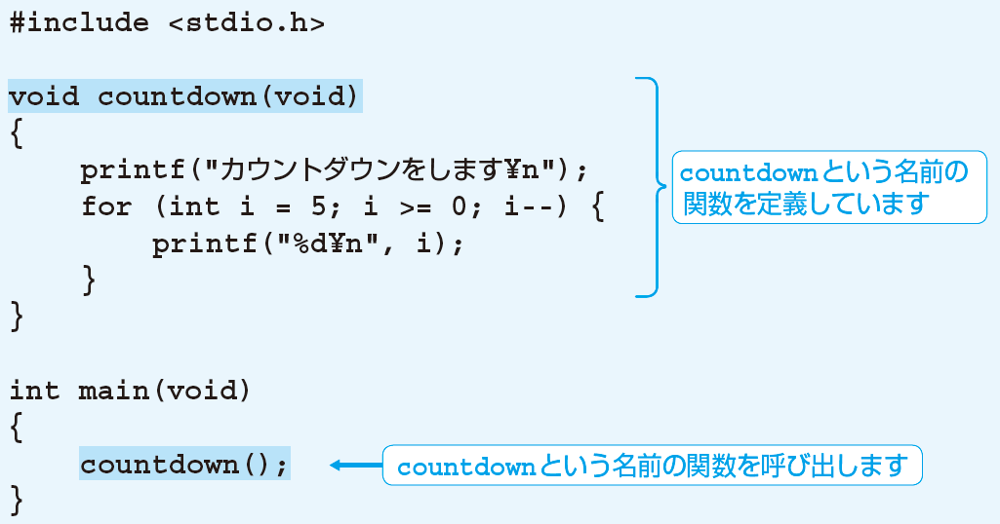 #include <stdio.h>
void countdown(void)
{
    printf("カウントダウンをします¥n");
    for (int i = 5; i >= 0; i--) {
        printf("%d¥n", i);
    }
}
countdownという名前の
関数を定義しています
int main(void)
{
    countdown();
countdownという名前の関数を呼び出します
}